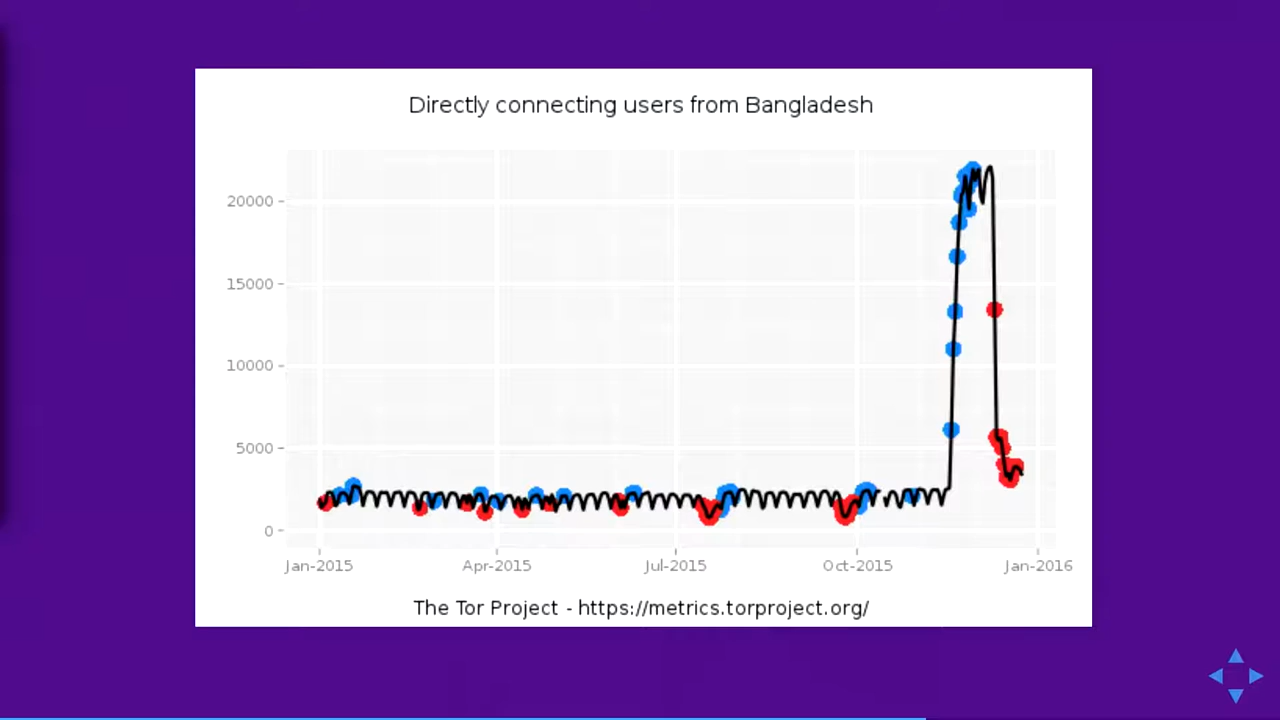 Directly connecting users from Bangladesh
20000
15000
10000
5000
0
Jan-2015 Apr-2015 Jul-2015 Oct-2015 Jan-2016
The Tor Project - https://metrics.torproject.org/